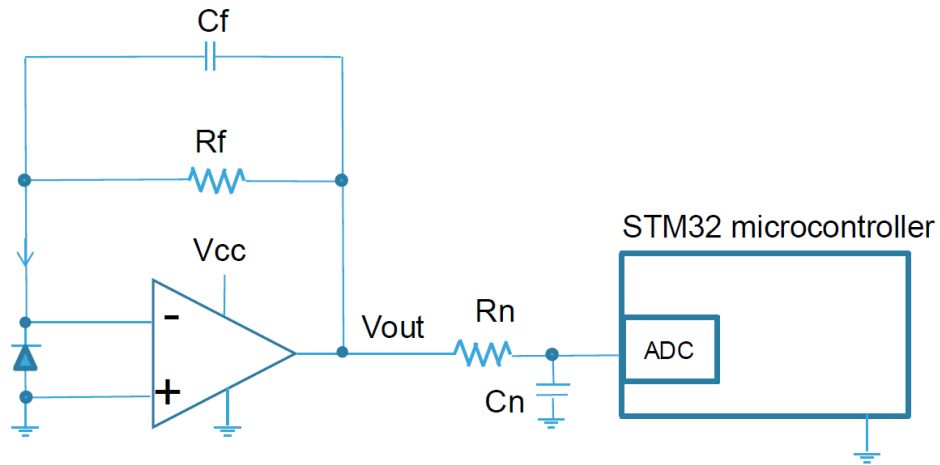 Cf
Rf
STM32 microcontroller
Vcc
-
Vout
Rn
ADC
+
Cn